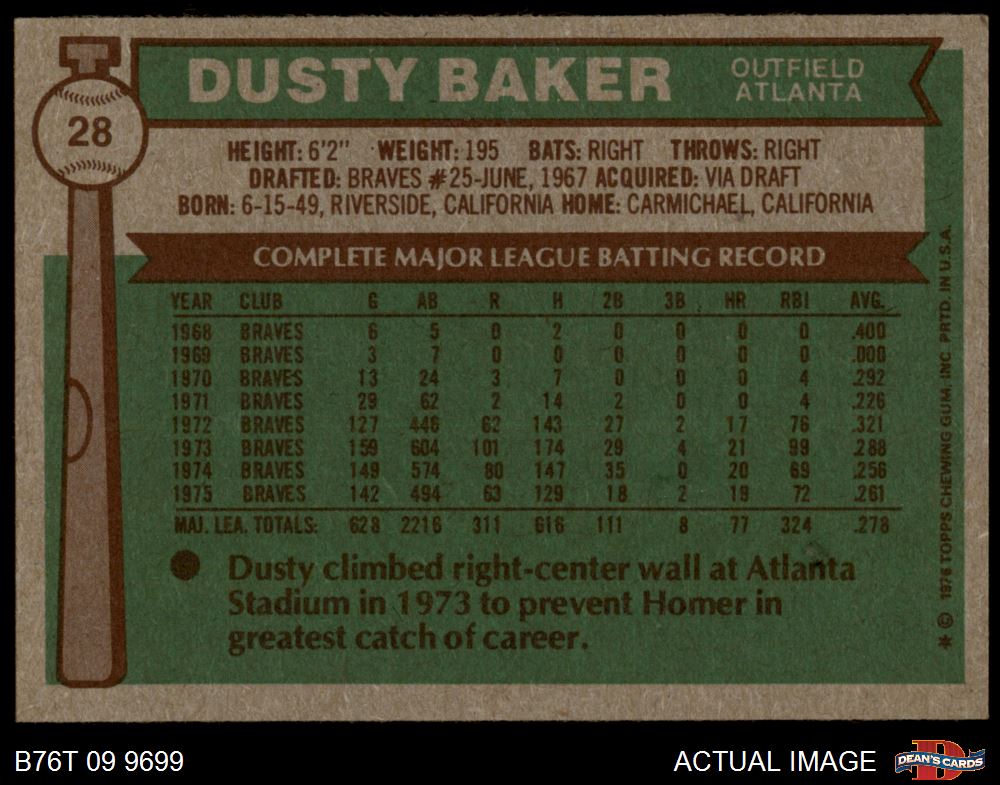 28
DUSTY BAKER
OUTFIELD
ATLANTA
HEIGHT: 6'2" WEIGHT: 195 BATS: RIGHT THROWS: RIGHT
DRAFTED: BRAVES #25-JUNE, 1967 ACQUIRED: VIA DRAFT
BORN: 6-15-49, RIVERSIDE, CALIFORNIA HOME: CARMICHAEL, CALIFORNIA
COMPLETE MAJOR LEAGUE BATTING RECORD
YEAR CLUB G AB R H 2B 3B HR RBI AVG.
1968 BRAVES 6 5 0 2 0 0 0 0 .400
1969 BRAVES 3 7 0 0 0 0 0 0 .000
1970 BRAVES 13 24 3 7 0 0 0 4 .292
1971 BRAVES 29 62 2 14 2 0 0 4 .226
1972 BRAVES 127 446 62 143 27 2 17 76 .321
1973 BRAVES 159 604 101 174 29 4 21 99 .288
1974 BRAVES 149 574 80 147 35 0 20 69 .256
1975 BRAVES 142 494 63 129 18 2 19 72 .261
MAJ. LEA. TOTALS: 628 2216 311 616 111 8 77 324 .278
Dusty climbed right-center wall at Atlanta
Stadium in 1973 to prevent Homer in
greatest catch of career.
* © 1976 TOPPS CHEWING GUM, INC. PRTD. IN U.S.A.
B76T 09 9699
ACTUAL IMAGE
DEAN'S CARDS